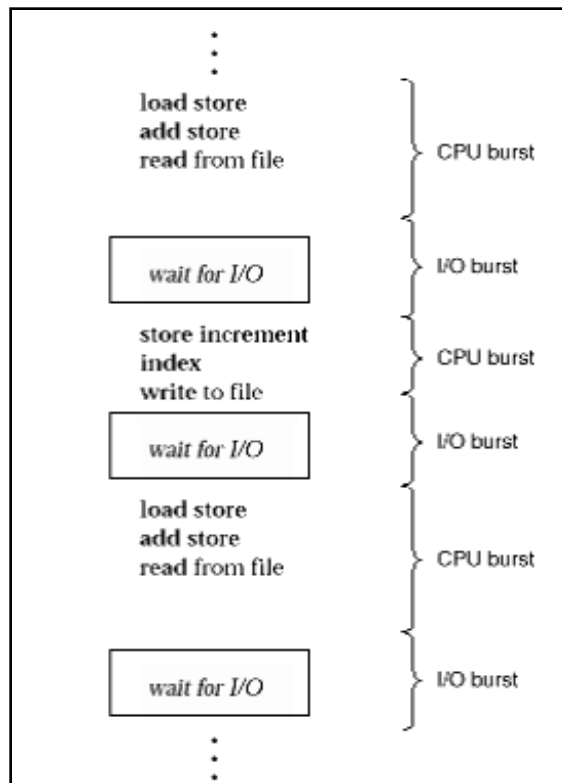 load store
add store
read from file
CPU burst
wait for I/O
I/O burst
store increment
index
write to file
CPU burst
wait for I/O
I/O burst
load store
add store
read from file
CPU burst
wait for I/O
I/O burst